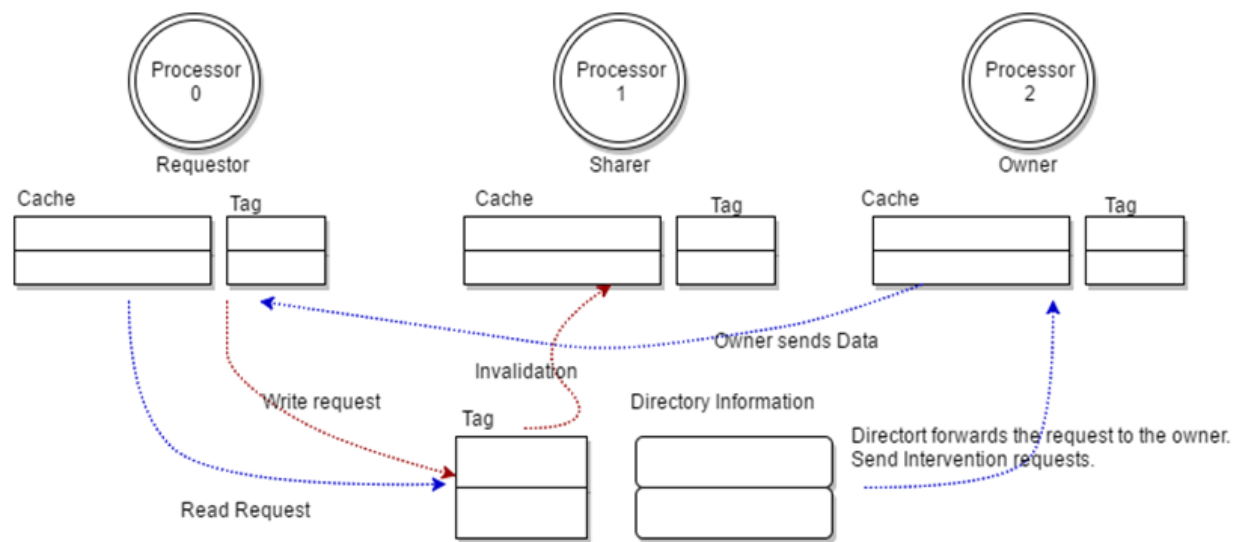 Processor
0
Processor
1
Processor
2
Requestor
Sharer
Owner
Cache
Tag
Cache
Tag
Cache
Tag
Owner sends Data
Invalidation
Write request
Directory Information
Tag
Directort forwards the request to the owner.
Send Intervention requests.
Read Request